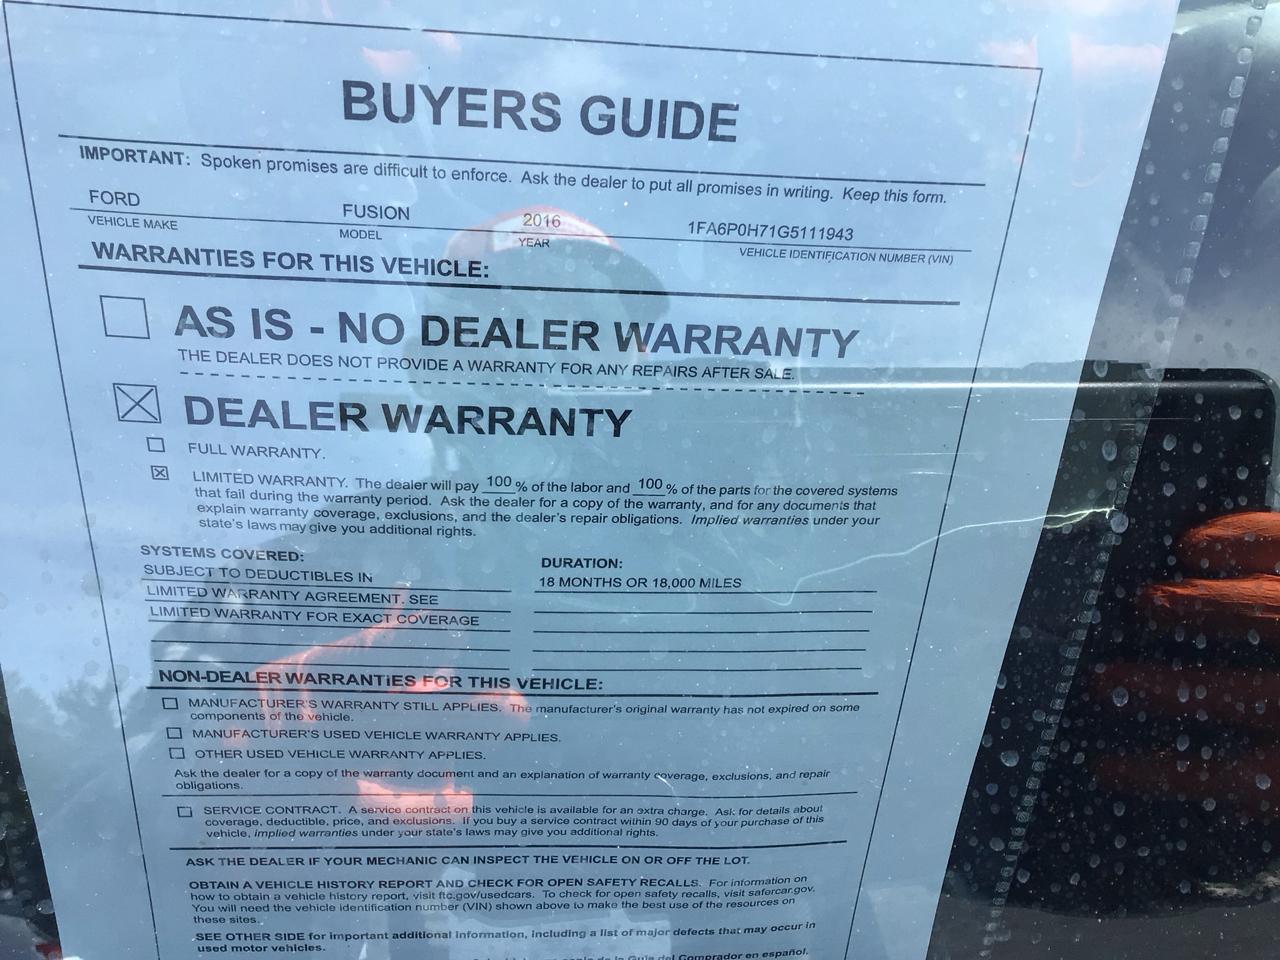 BUYERS GUIDE
IMPORTANT: Spoken promises are difficult to enforce. Ask the dealer to put all promises in writing. Keep this form.
FORD FUSION 2016 1FA6P0H71G5111943
VEHICLE MAKE MODEL YEAR VEHICLE IDENTIFICATION NUMBER (VIN)
WARRANTIES FOR THIS VEHICLE:
AS IS - NO DEALER WARRANTY
THE DEALER DOES NOT PROVIDE A WARRANTY FOR ANY REPAIRS AFTER SALE.
DEALER WARRANTY
FULL WARRANTY.
LIMITED WARRANTY. The dealer will pay 100 % of the labor and 100 % of the parts for the covered systems
that fail during the warranty period. Ask the dealer for a copy of the warranty, and for any documents that
explain warranty coverage, exclusions, and the dealer's repair obligations. Implied warranties under your
state's laws may give you additional rights.
SYSTEMS COVERED: DURATION:
SUBJECT TO DEDUCTIBLES IN 18 MONTHS OR 18,000 MILES
LIMITED WARRANTY AGREEMENT. SEE
LIMITED WARRANTY FOR EXACT COVERAGE
NON-DEALER WARRANTIES FOR THIS VEHICLE:
MANUFACTURER'S WARRANTY STILL APPLIES. The manufacturer's original warranty has not expired on some
components of the vehicle.
MANUFACTURER'S USED VEHICLE WARRANTY APPLIES.
OTHER USED VEHICLE WARRANTY APPLIES.
Ask the dealer for a copy of the warranty document and an explanation of warranty coverage, exclusions, and repair
obligations.
SERVICE CONTRACT. A service contract on this vehicle is available for an extra charge. Ask for details about
coverage, deductible, price, and exclusions. If you buy a service contract within 90 days of your purchase of this
vehicle, implied warranties under your state's laws may give you additional rights.
ASK THE DEALER IF YOUR MECHANIC CAN INSPECT THE VEHICLE ON OR OFF THE LOT.
OBTAIN A VEHICLE HISTORY REPORT AND CHECK FOR OPEN SAFETY RECALLS. For information on
how to obtain a vehicle history report, visit ftc.gov/usedcars. To check for open safety recalls, visit safercar.gov.
You will need the vehicle identification number (VIN) shown above to make the best use of the resources on
these sites.
SEE OTHER SIDE for important additional information, including a list of major defects that may occur in
used motor vehicles.
copia de la Guía del Comprador en español.